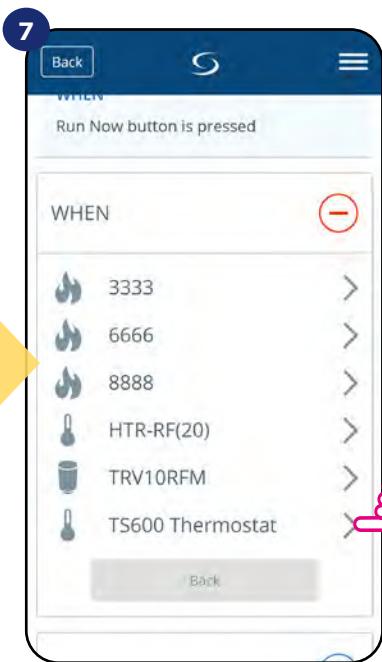 7
Back
WHEN
Run Now button is pressed
WHEN
3333
6666
8888
HTR-RF(20)
TRV10RFM
TS600 Thermostat
Back